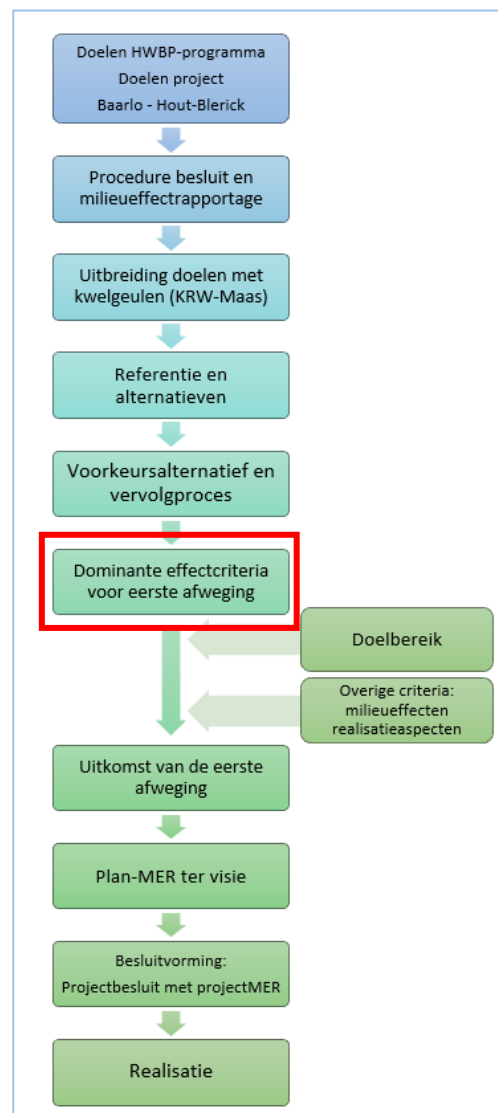 Doelen HWBP-programma
Doelen project
Baarlo - Hout-Blerick
Procedure besluit en
milieueffectrapportage
Uitbreiding doelen met
kwelgeulen (KRW-Maas)
Referentie en
alternatieven
Voorkeursalternatief en
vervolgproces
Dominante effectcriteria
voor eerste afweging
Doelbereik
Overige criteria:
milieueffecten
realisatieaspecten
Uitkomst van de eerste
afweging
Plan-MER ter visie
Besluitvorming:
Projectbesluit met projectMER
Realisatie